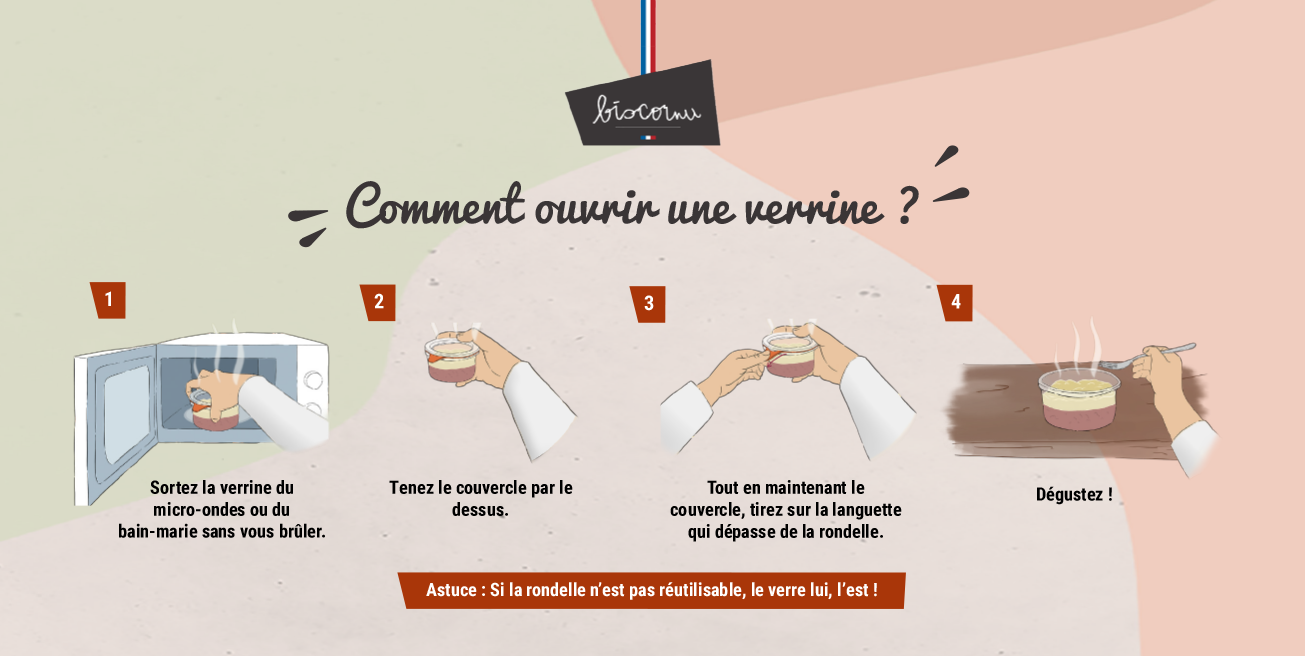 biscornu
Comment ouvrir une verrine ?
1
2
3
4
Sortez la verrine du
micro-ondes ou du
bain-marie sans vous brûler.
Tenez le couvercle par le
dessus.
Tout en maintenant le
couvercle, tirez sur la languette
qui dépasse de la rondelle.
Dégustez !
Astuce : Si la rondelle n'est pas réutilisable, le verre lui, l'est !